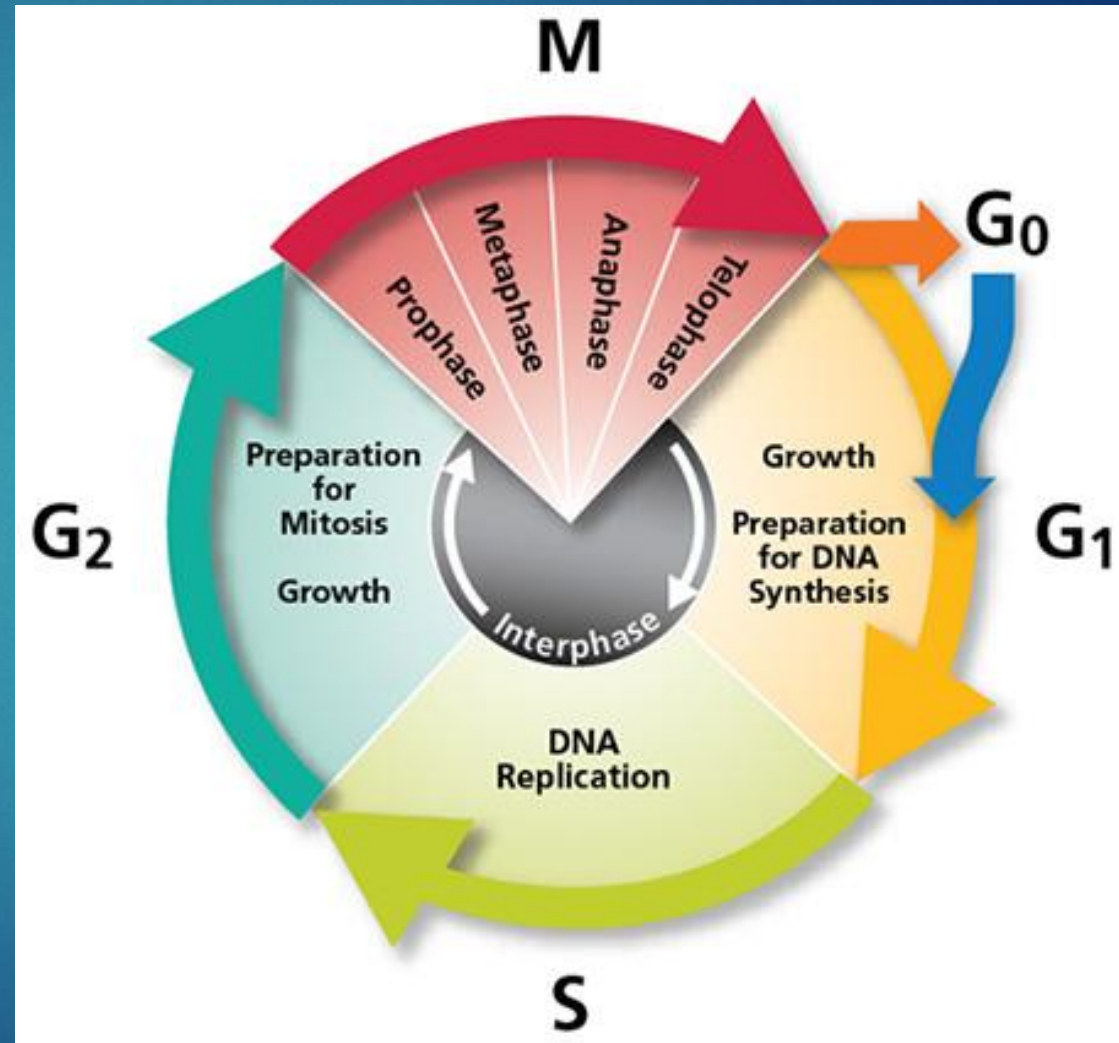 M
Prophase
Metaphase
Anaphase
Telophase
G₀
Growth
Preparation
for DNA
Synthesis
G₁
DNA
Replication
S
Preparation
for
Mitosis
Growth
G₂
Interphase